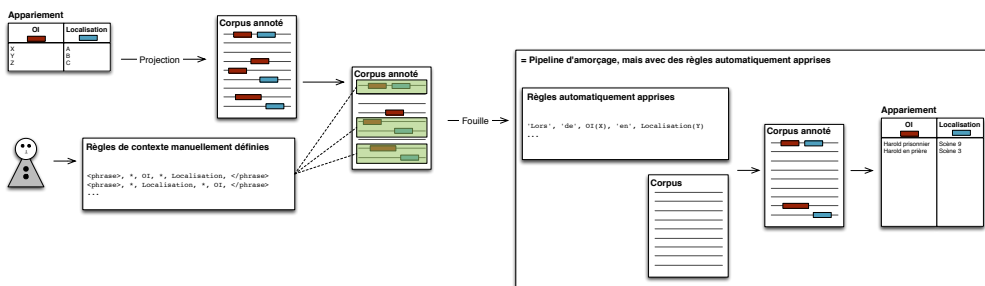 Appariement
OI Localisation
X A
Y B
Z C
Projection
Corpus annoté
Règles de contexte manuellement définies
<phrase>, *, OI, *, Localisation, </phrase>
<phrase>, *, Localisation, *, OI, </phrase>
...
Corpus annoté
Fouille
= Pipeline d'amorçage, mais avec des règles automatiquement apprises
Règles automatiquement apprises
'Lors', 'de', OI(X), 'en', Localisation(Y)
...
Corpus
Corpus annoté
Appariement
OI Localisation
Harold prisonnier Scène 9
Harold en prière Scène 3